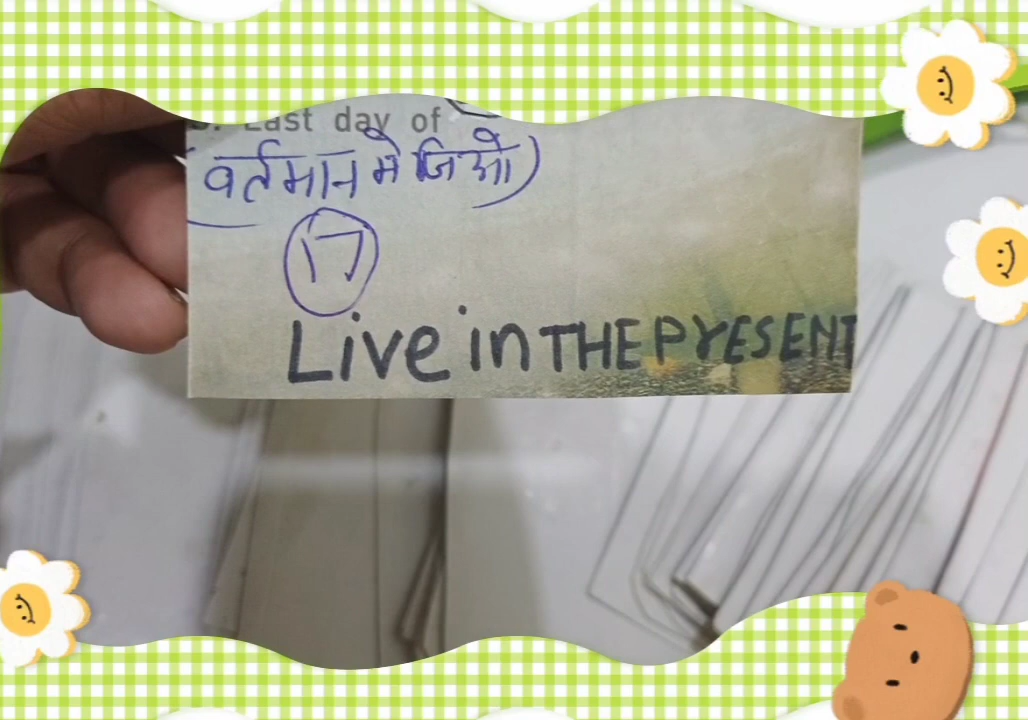 Last day of
(वर्तमान मे जिओ)
17
Live in THE PRESENT